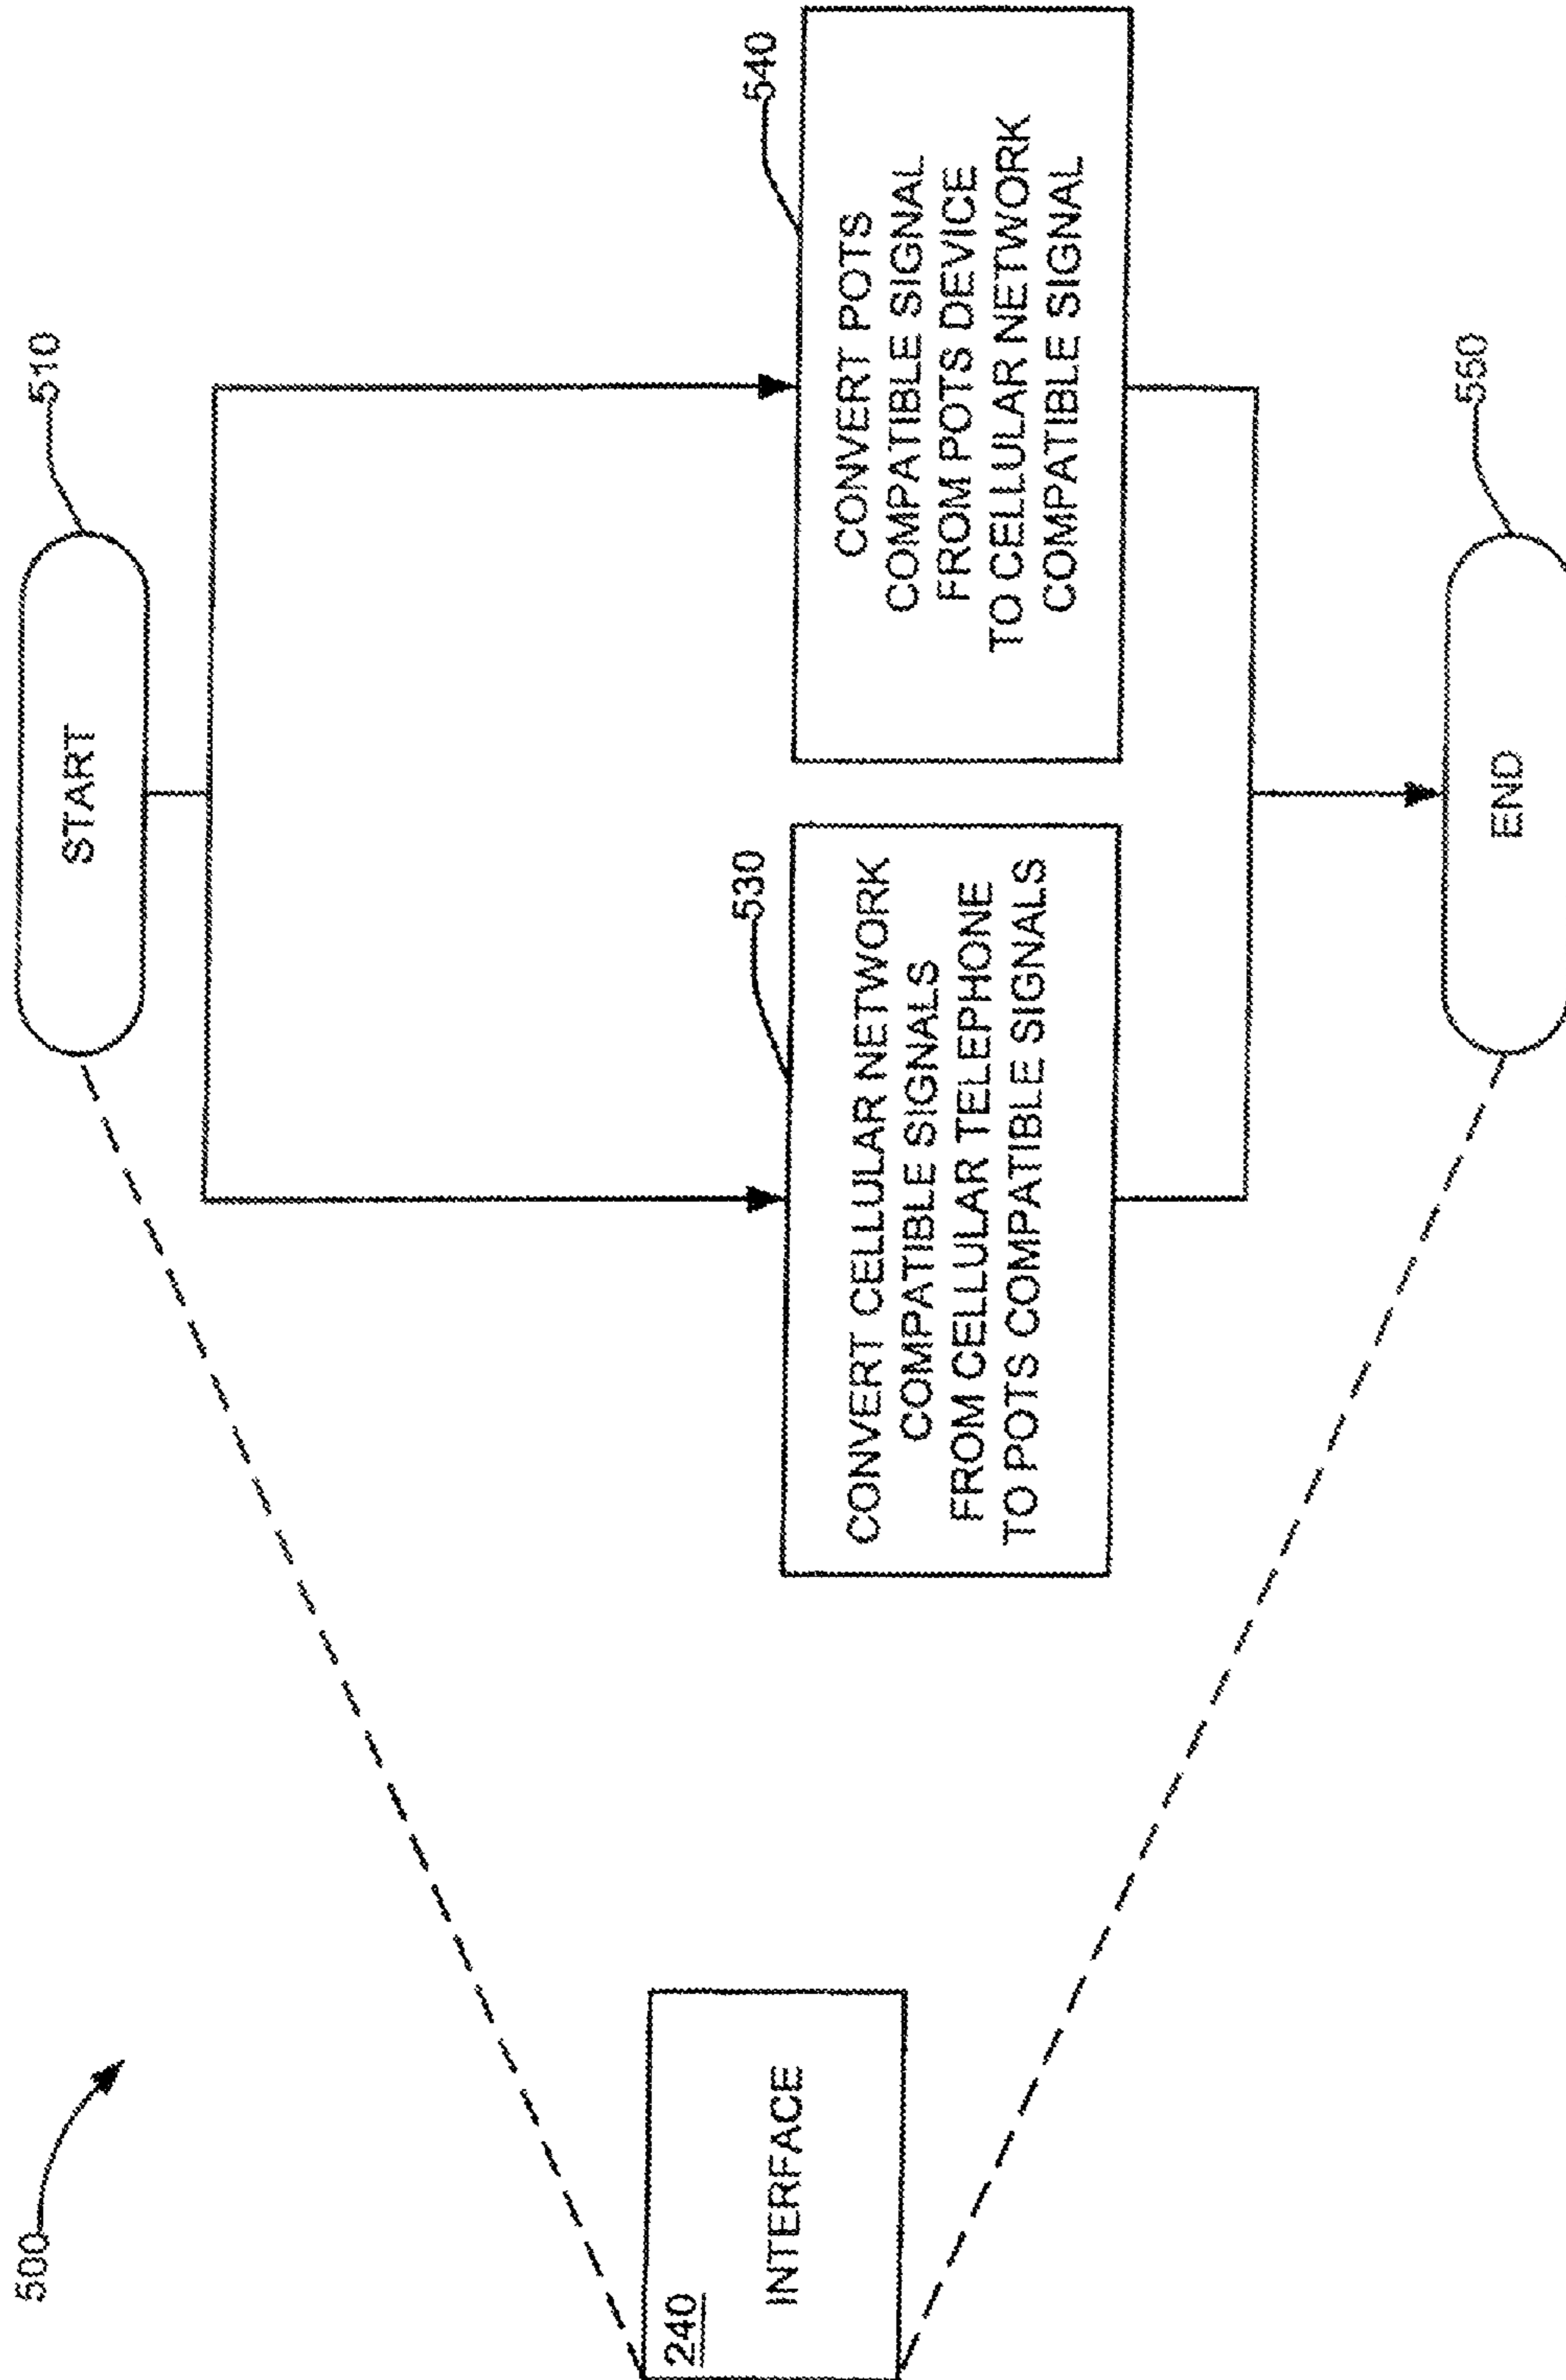 500
510
START
240
INTERFACE
530
CONVERT CELLULAR NETWORK
COMPATIBLE SIGNALS
FROM CELLULAR TELEPHONE
TO POTS COMPATIBLE SIGNALS
540
CONVERT POTS
COMPATIBLE SIGNAL
FROM POTS DEVICE
TO CELLULAR NETWORK
COMPATIBLE SIGNAL
550
END